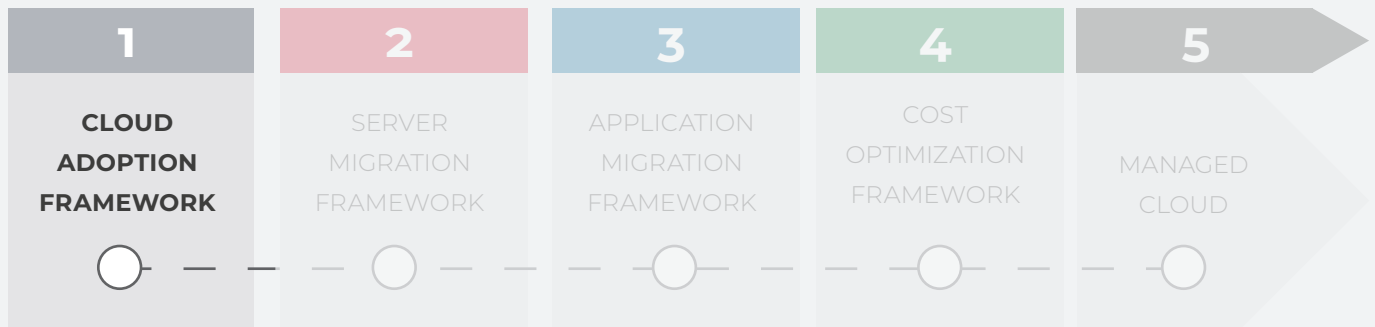 1
CLOUD
ADOPTION
FRAMEWORK
2
SERVER
MIGRATION
FRAMEWORK
3
APPLICATION
MIGRATION
FRAMEWORK
4
COST
OPTIMIZATION
FRAMEWORK
5
MANAGED
CLOUD